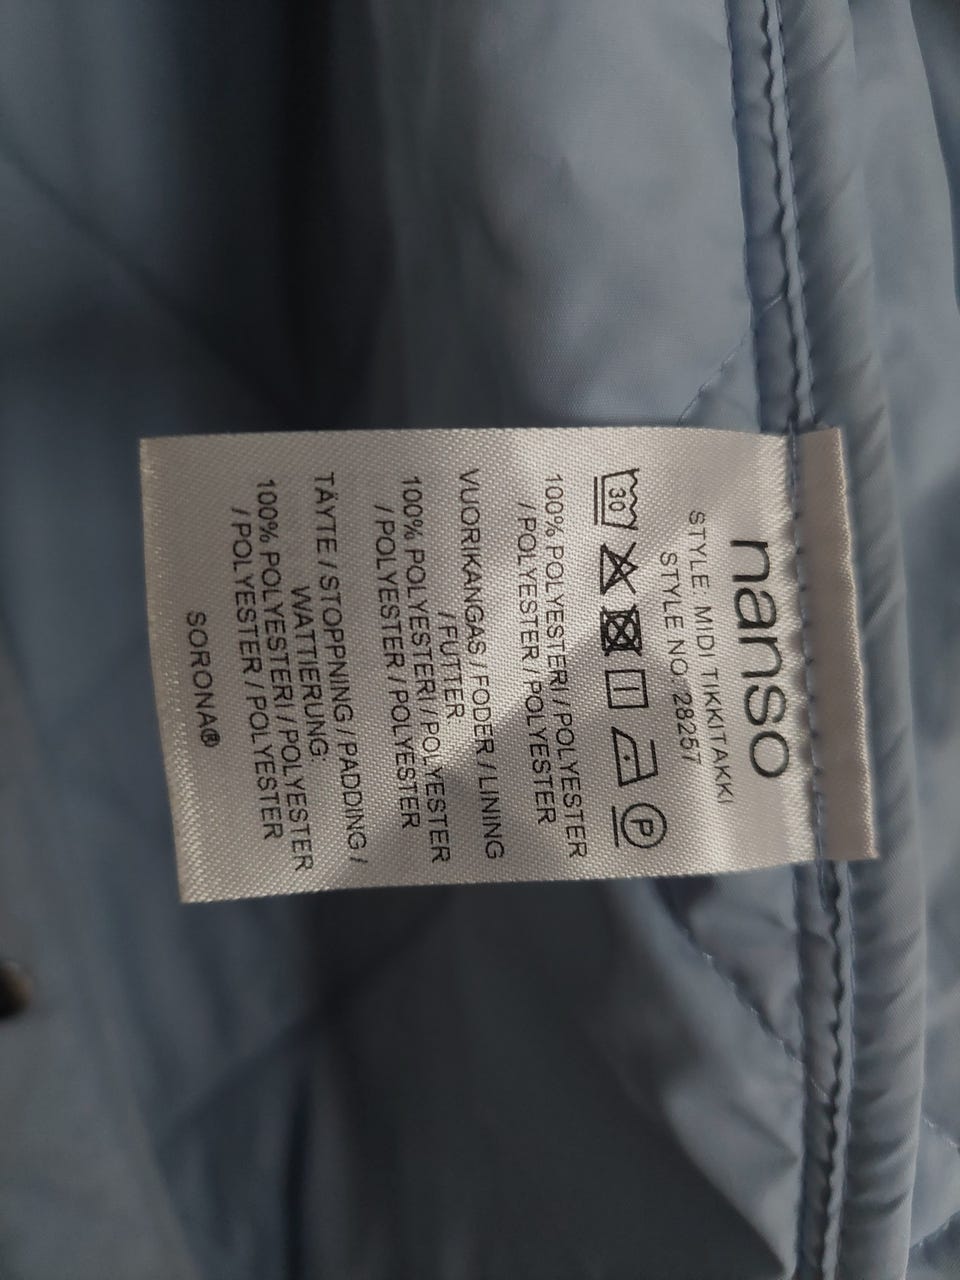 nanso
STYLE MIDI TIKKITAKKI
STYLE NO. 28257
30 P
100% POLYESTERI / POLYESTER
/ POLYESTER / POLYESTER
VUORIKANGAS / FODER / LINING
/ FUTTER
100% POLYESTERI / POLYESTER
/ POLYESTER / POLYESTER
TÄYTE / STOPPNING / PADDING /
WATTIERUNG:
100% POLYESTERI / POLYESTER
/ POLYESTER / POLYESTER
SORONA®